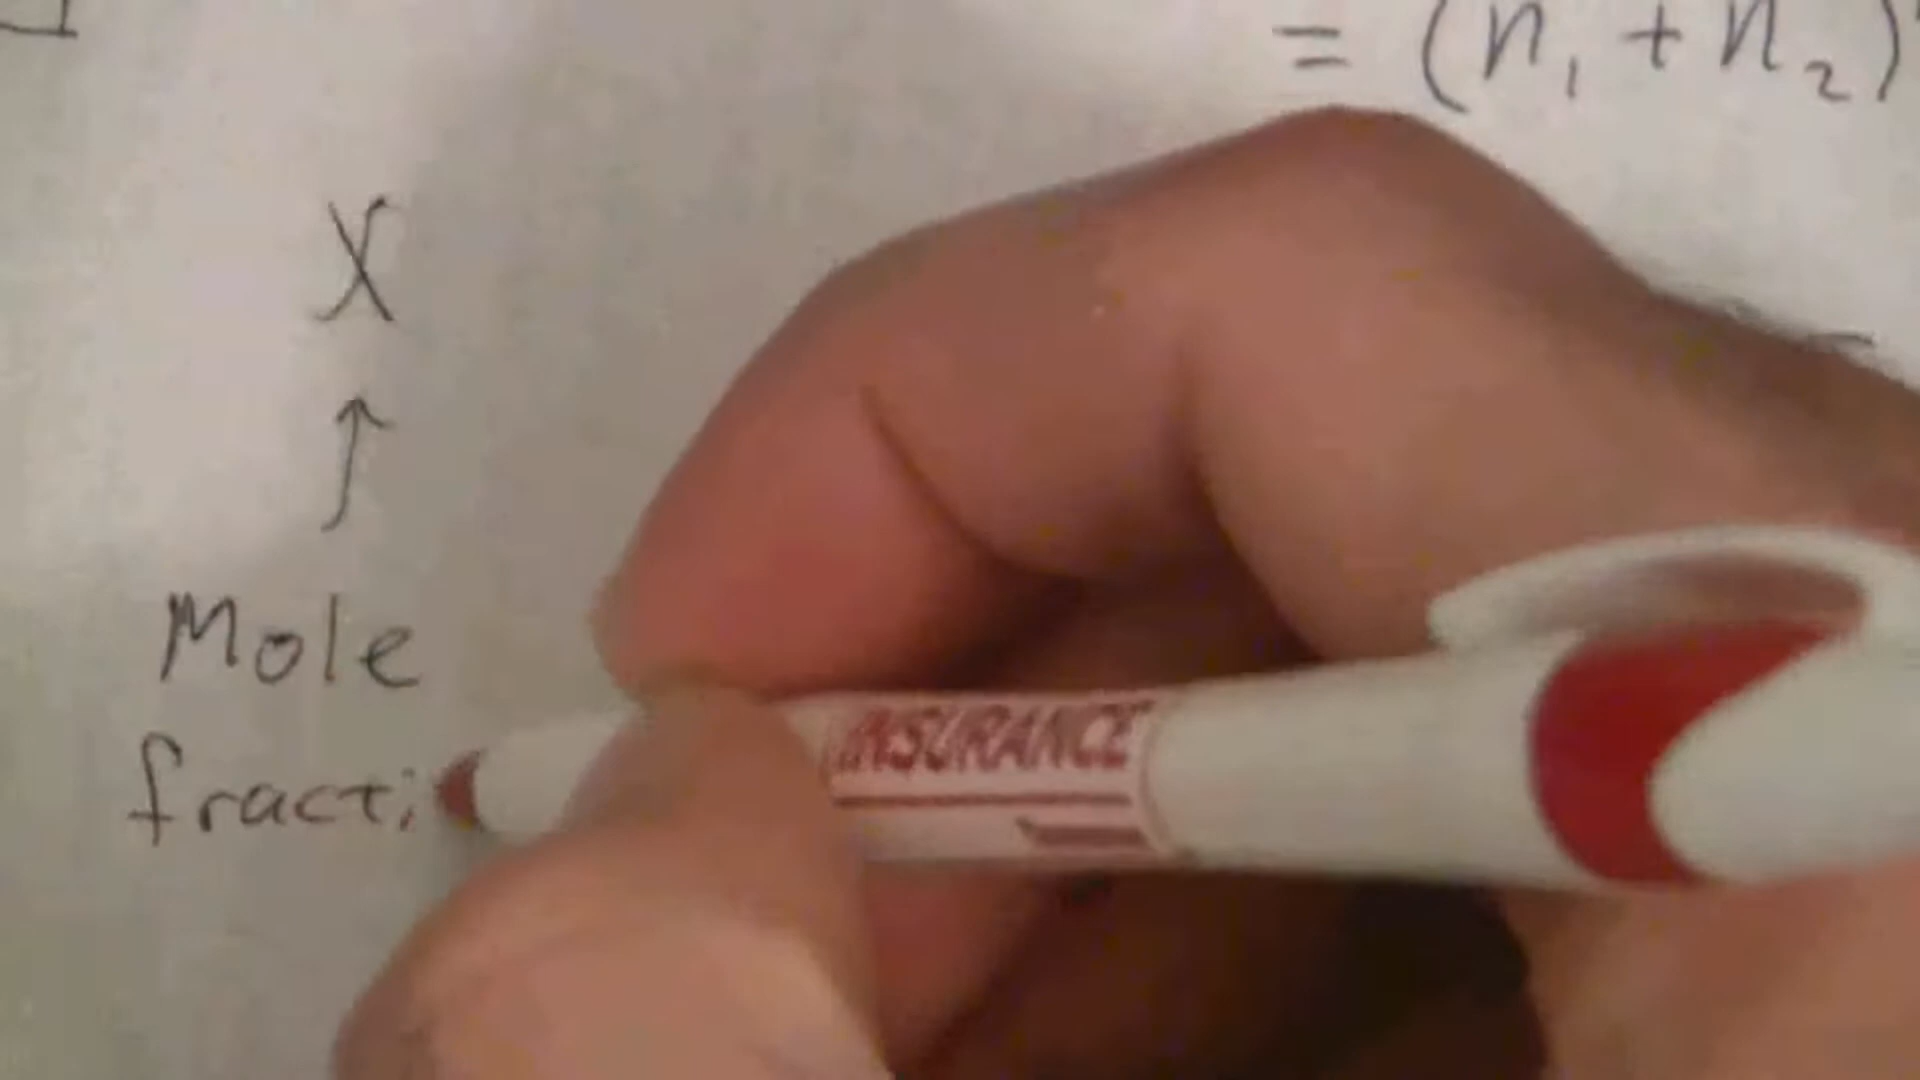 = (n₁ + n₂)
X
↑
Mole
fracti
INSURANCE